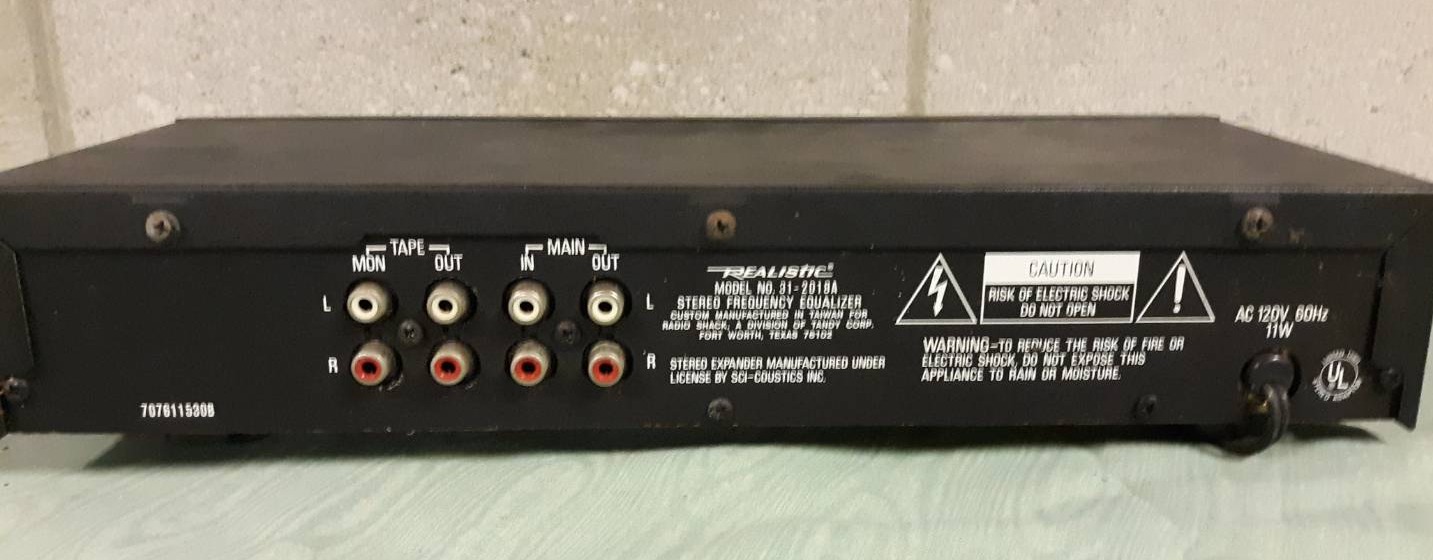 TAPE
MAIN
MON OUT IN OUT
L L
R R
REALISTIC®
MODEL NO. 31-2018A
STEREO FREQUENCY EQUALIZER
CUSTOM MANUFACTURED IN TAIWAN FOR
RADIO SHACK, A DIVISION OF TANDY CORP.
FORT WORTH, TEXAS 76102
STEREO EXPANDER MANUFACTURED UNDER
LICENSE BY SCI-COUSTICS INC.
CAUTION
RISK OF ELECTRIC SHOCK
DO NOT OPEN
WARNING-TO REDUCE THE RISK OF FIRE OR
ELECTRIC SHOCK, DO NOT EXPOSE THIS
APPLIANCE TO RAIN OR MOISTURE.
AC 120V, 60Hz
11W
UL